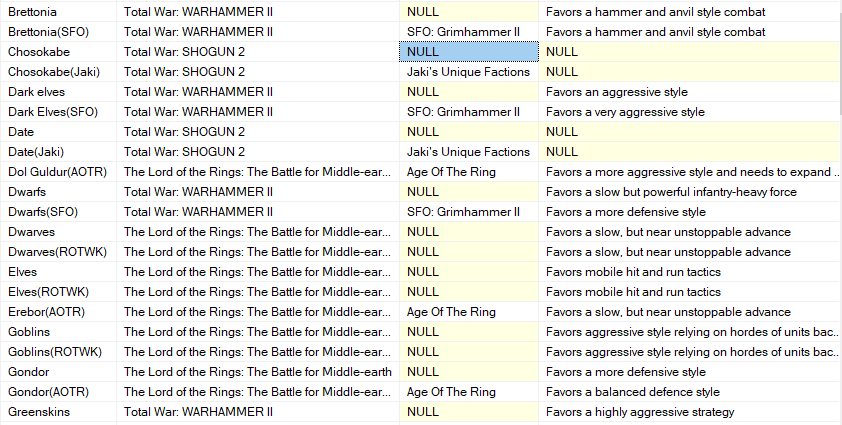 Brettonia Total War: WARHAMMER II NULL Favors a hammer and anvil style combat
Brettonia(SFO) Total War: WARHAMMER II SFO: Grimhammer II Favors a hammer and anvil style combat
Chosokabe Total War: SHOGUN 2 NULL NULL
Chosokabe(Jaki) Total War: SHOGUN 2 Jaki's Unique Factions NULL
Dark elves Total War: WARHAMMER II NULL Favors an aggressive style
Dark Elves(SFO) Total War: WARHAMMER II SFO: Grimhammer II Favors a very aggressive style
Date Total War: SHOGUN 2 NULL NULL
Date(Jaki) Total War: SHOGUN 2 Jaki's Unique Factions NULL
Dol Guldur(AOTR) The Lord of the Rings: The Battle for Middle-ear... Age Of The Ring Favors a more aggressive style and needs to expand ...
Dwarfs Total War: WARHAMMER II NULL Favors a slow but powerful infantry-heavy force
Dwarfs(SFO) Total War: WARHAMMER II SFO: Grimhammer II Favors a more defensive style
Dwarves The Lord of the Rings: The Battle for Middle-ear... NULL Favors a slow, but near unstoppable advance
Dwarves(ROTWK) The Lord of the Rings: The Battle for Middle-ear... NULL Favors a slow, but near unstoppable advance
Elves The Lord of the Rings: The Battle for Middle-ear... NULL Favors mobile hit and run tactics
Elves(ROTWK) The Lord of the Rings: The Battle for Middle-ear... NULL Favors mobile hit and run tactics
Erebor(AOTR) The Lord of the Rings: The Battle for Middle-ear... Age Of The Ring Favors a slow, but near unstoppable advance
Goblins The Lord of the Rings: The Battle for Middle-ear... NULL Favors aggressive style relying on hordes of units bac...
Goblins(ROTWK) The Lord of the Rings: The Battle for Middle-ear... NULL Favors aggressive style relying on hordes of units bac...
Gondor The Lord of the Rings: The Battle for Middle-earth NULL Favors a more defensive style
Gondor(AOTR) The Lord of the Rings: The Battle for Middle-ear... Age Of The Ring Favors a balanced defence style
Greenskins Total War: WARHAMMER II NULL Favors a highly aggressive strategy